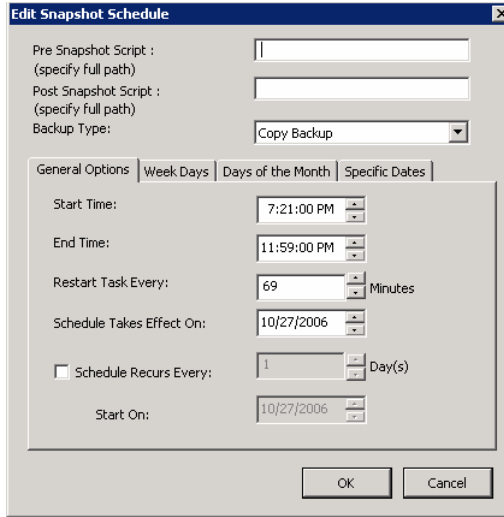 Edit Snapshot Schedule
Pre Snapshot Script :
(specify full path)
Post Snapshot Script :
(specify full path)
Backup Type: Copy Backup
General Options Week Days Days of the Month Specific Dates
Start Time: 7:21:00 PM
End Time: 11:59:00 PM
Restart Task Every: 69 Minutes
Schedule Takes Effect On: 10/27/2006
Schedule Recurs Every: 1 Day(s)
Start On: 10/27/2006
OK Cancel